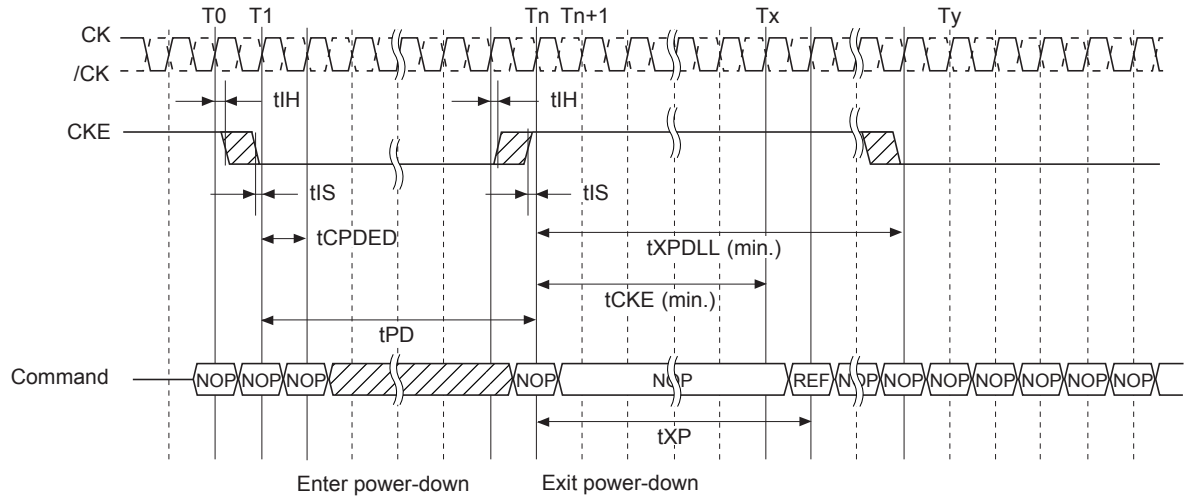 T0 T1 Tn Tn+1 Tx Ty
CK
/CK
tIH tIH
CKE
tIS tIS
tCPDED
tXPDLL (min.)
tCKE (min.)
tPD
Command NOP NOP NOP NOP NOP REF NOP NOP NOP NOP NOP NOP NOP
tXP
Enter power-down Exit power-down